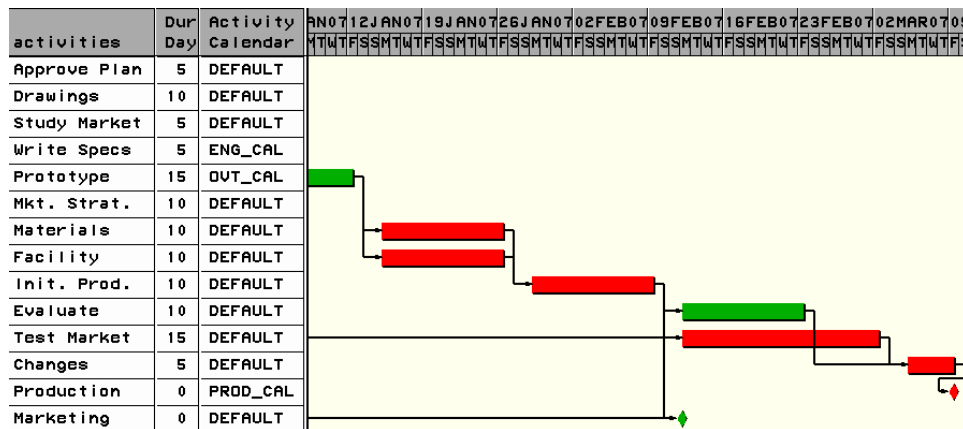 Dur Activity AN07 12JAN07 19JAN07 26JAN07 02FEB07 09FEB07 16FEB07 23FEB07 02MAR07
activities Day Calendar MTWTFSSMTWTFSSMTWTFSSMTWTFSSMTWTFSSMTWTFSSMTWTFSSMTWTFSSMTWTFS
Approve Plan 5 DEFAULT
Drawings 10 DEFAULT
Study Market 5 DEFAULT
Write Specs 5 ENG_CAL
Prototype 15 OVT_CAL
Mkt. Strat. 10 DEFAULT
Materials 10 DEFAULT
Facility 10 DEFAULT
Init. Prod. 10 DEFAULT
Evaluate 10 DEFAULT
Test Market 15 DEFAULT
Changes 5 DEFAULT
Production 0 PROD_CAL
Marketing 0 DEFAULT